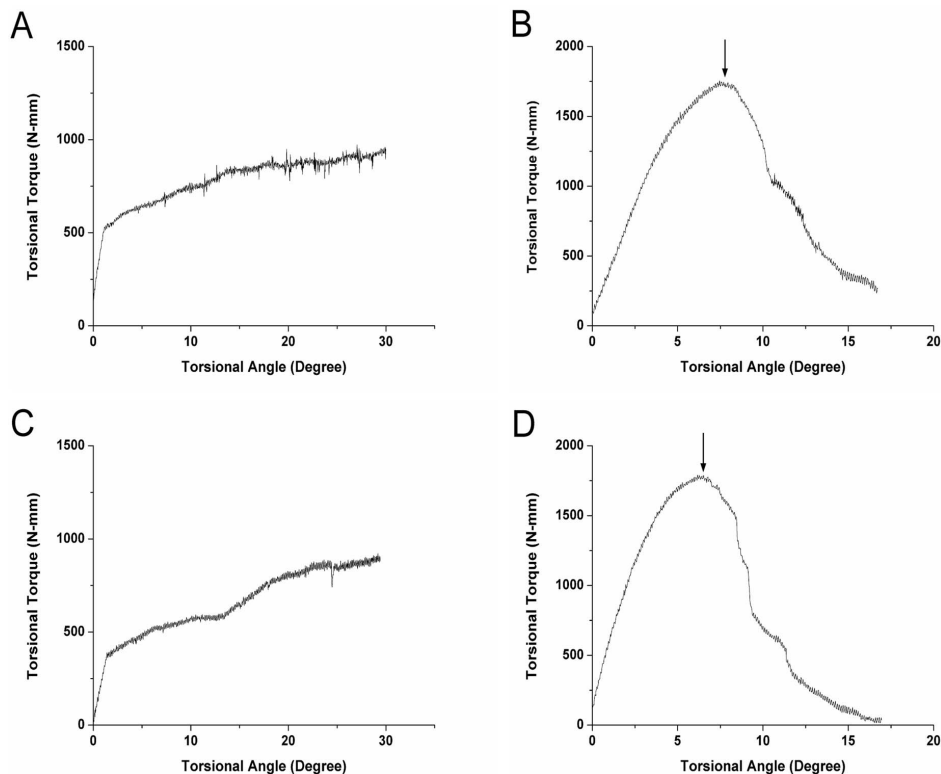 A
Torsional Torque (N-mm)
1500
1000
500
0
0 10 20 30
Torsional Angle (Degree)
B
Torsional Torque (N-mm)
2000
1500
1000
500
0
0 5 10 15 20
Torsional Angle (Degree)
C
Torsional Torque (N-mm)
1500
1000
500
0
0 10 20 30
Torsional Angle (Degree)
D
Torsional Torque (N-mm)
2000
1500
1000
500
0
0 5 10 15 20
Torsional Angle (Degree)